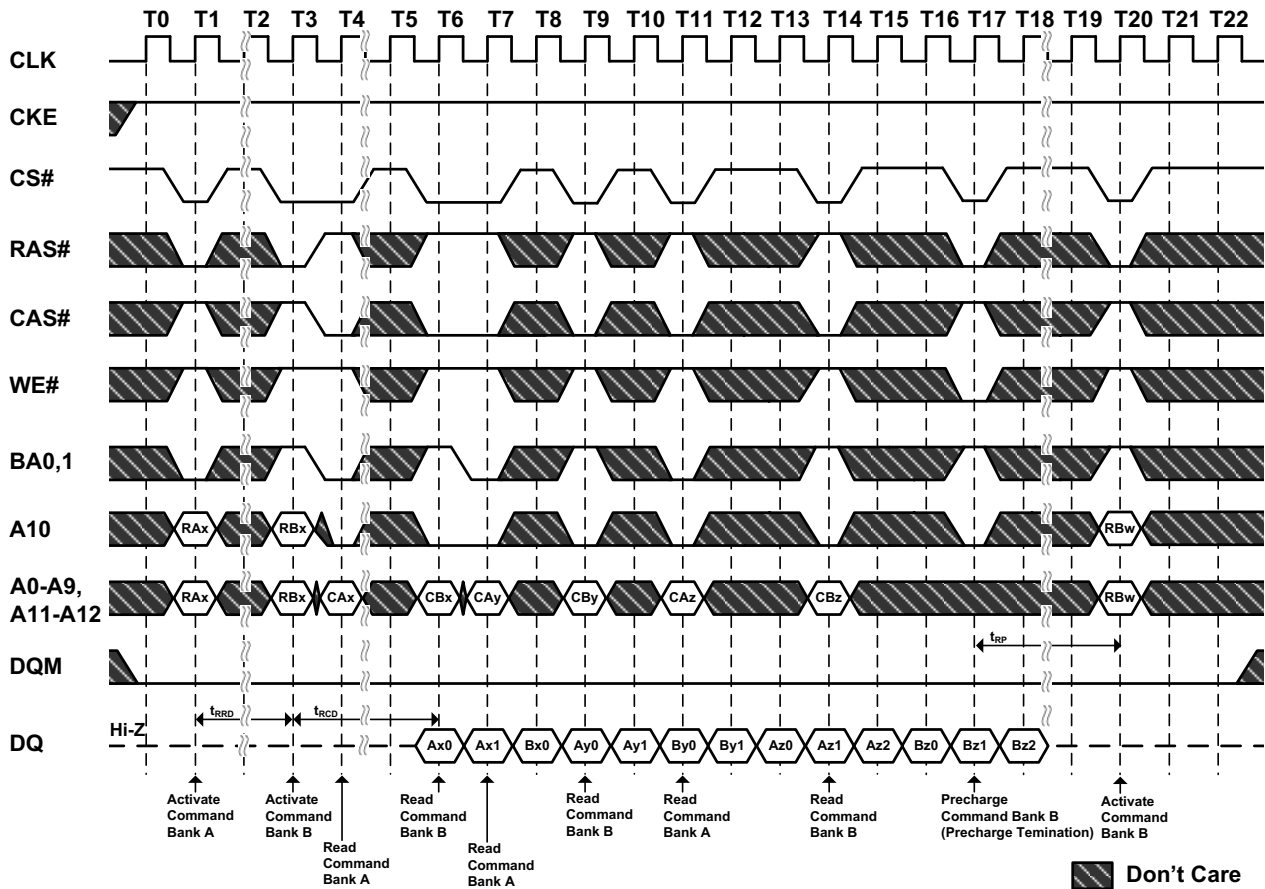 T0 T1 T2 T3 T4 T5 T6 T7 T8 T9 T10 T11 T12 T13 T14 T15 T16 T17 T18 T19 T20 T21 T22
CLK
CKE
CS#
RAS#
CAS#
WE#
BA0,1
A10
RAx RBx RBw
A0-A9,
A11-A12
RAx RBx CAx CBx CAy CBy CAz CBz RBw
tRP
DQM
tRRD tRCD
Hi-Z
DQ
Ax0 Ax1 Bx0 Ay0 Ay1 By0 By1 Az0 Az1 Az2 Bz0 Bz1 Bz2
Activate
Command
Bank A
Activate
Command
Bank B
Read
Command
Bank A
Read
Command
Bank B
Read
Command
Bank A
Read
Command
Bank B
Read
Command
Bank A
Read
Command
Bank B
Precharge
Command Bank B
(Precharge Temination)
Activate
Command
Bank B
Don't Care